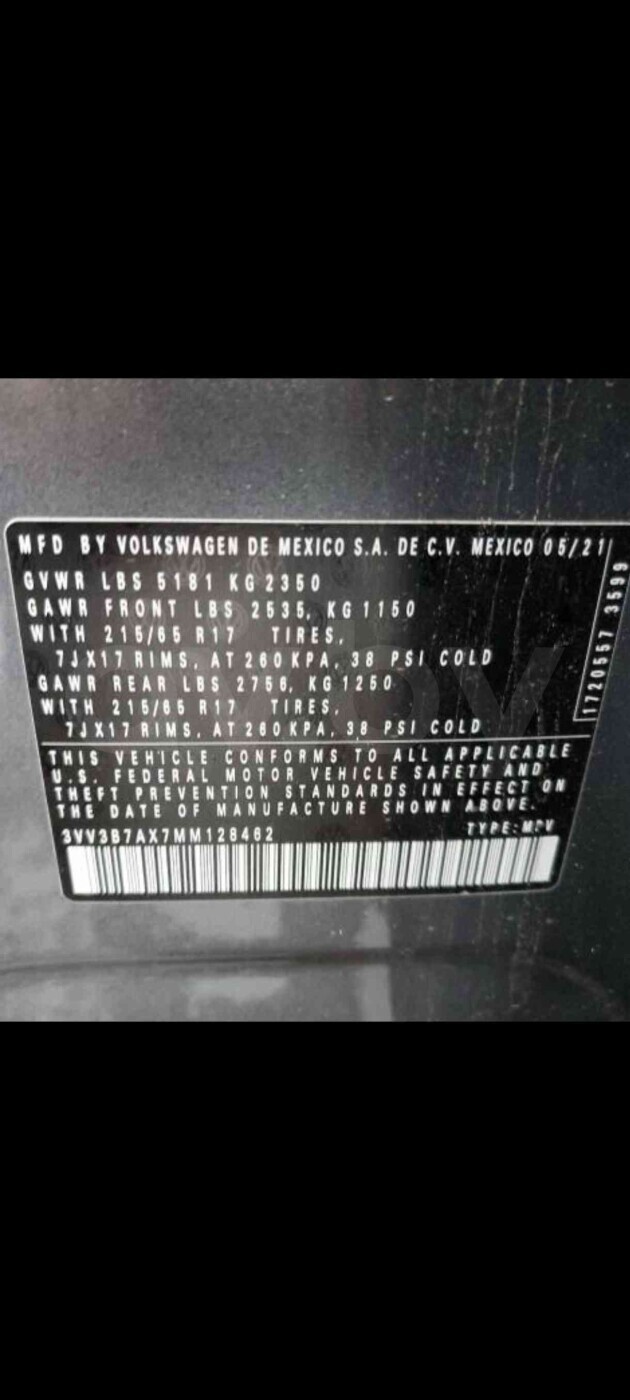 MFD BY VOLKSWAGEN DE MEXICO S.A. DE C.V. MEXICO 05/21
GVWR LBS 5181 KG 2350
GAWR FRONT LBS 2535, KG 1150
WITH 215/65 R17 TIRES,
7JX17 RIMS, AT 260 KPA, 38 PSI COLD
GAWR REAR LBS 2756, KG 1250
WITH 215/65 R17 TIRES,
7JX17 RIMS, AT 260 KPA, 38 PSI COLD
1720557 3599
THIS VEHICLE CONFORMS TO ALL APPLICABLE
U.S. FEDERAL MOTOR VEHICLE SAFETY AND
THEFT PREVENTION STANDARDS IN EFFECT ON
THE DATE OF MANUFACTURE SHOWN ABOVE.
3VV3B7AX7MM128462 TYPE: MPV